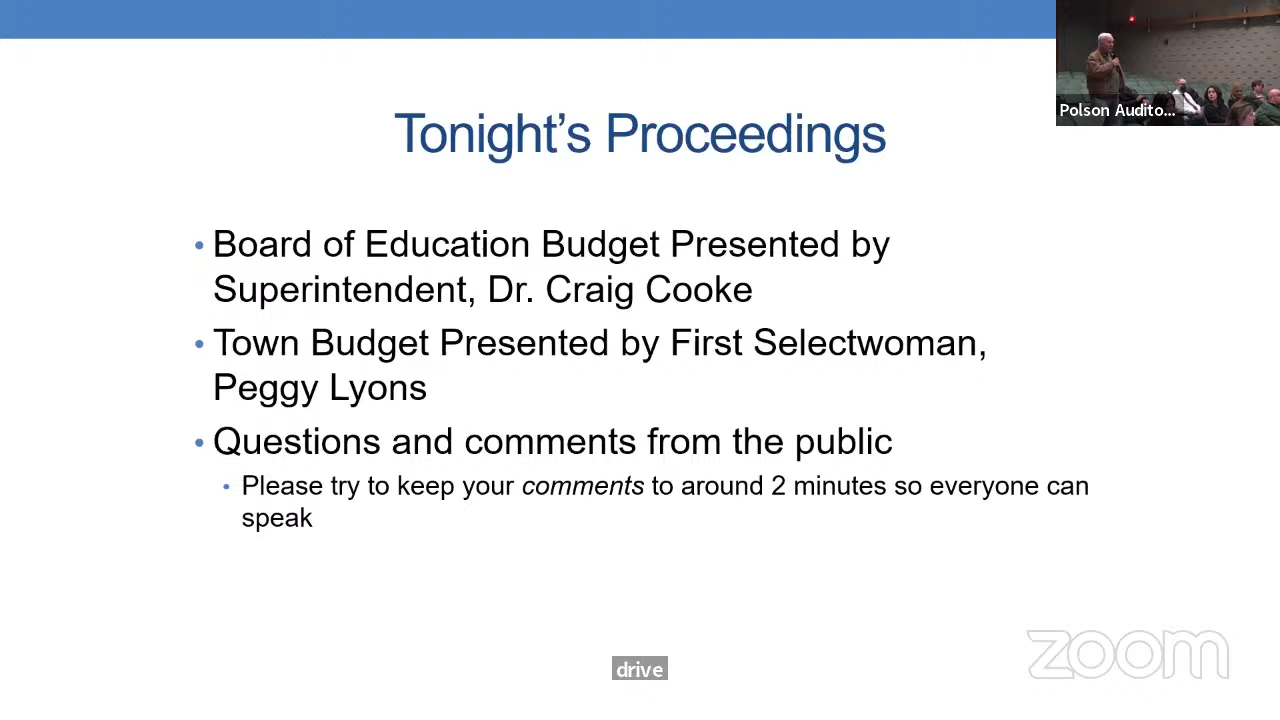 Polson Audito...
Tonight's Proceedings
• Board of Education Budget Presented by
Superintendent, Dr. Craig Cooke
• Town Budget Presented by First Selectwoman,
Peggy Lyons
• Questions and comments from the public
• Please try to keep your comments to around 2 minutes so everyone can
speak
zoom
drive